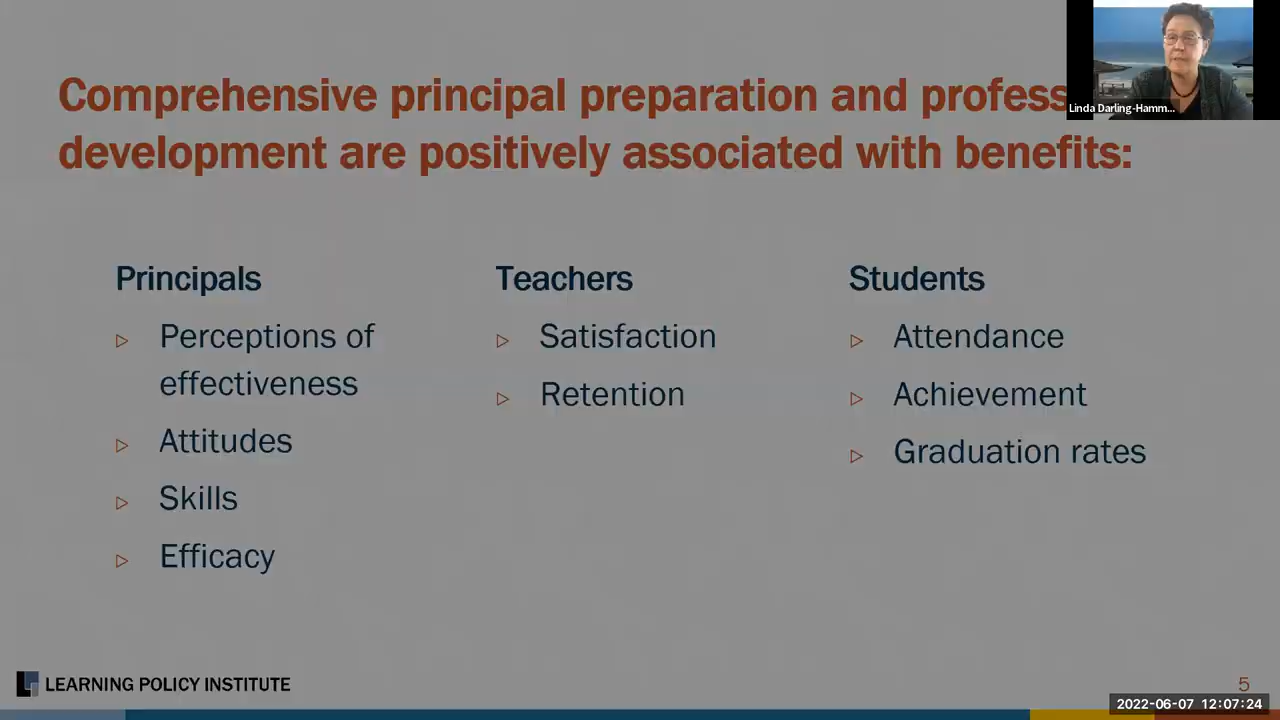 Comprehensive principal preparation and profess
development are positively associated with benefits:
Linda Darling-Hamm...
Principals
Perceptions of
effectiveness
Attitudes
Skills
Efficacy
Teachers
Satisfaction
Retention
Students
Attendance
Achievement
Graduation rates
LEARNING POLICY INSTITUTE
5
2022-06-07 12:07:24